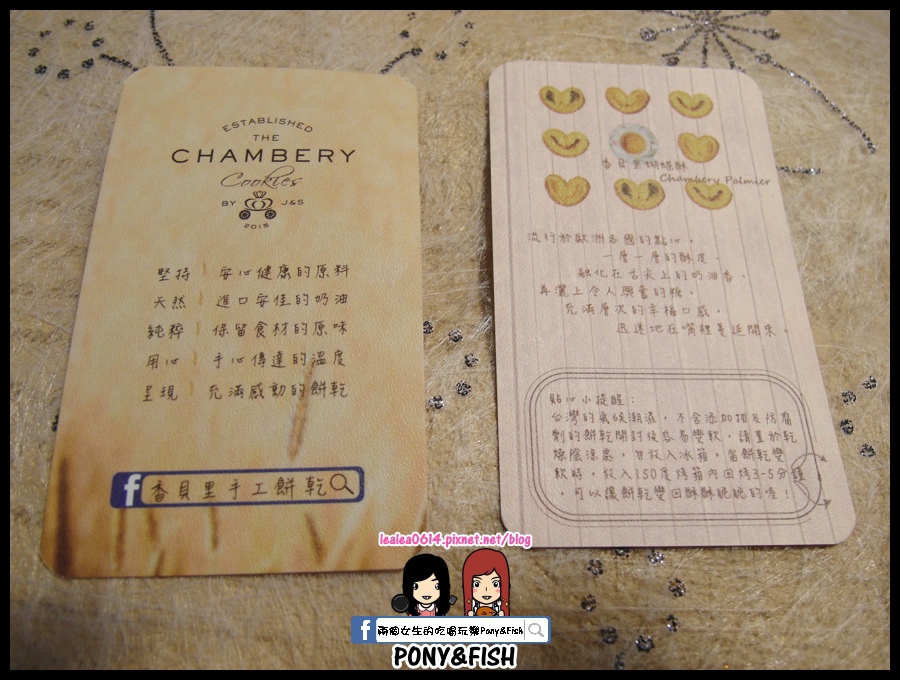 ESTABLISHED
THE
CHAMBERY
Cookies
BY J&S
2015
堅持 | 安心健康的原料
天然 | 進口安佳的奶油
純粹 | 保留食材的原味
用心 | 手心傳達的溫度
呈現 | 充滿感動的餅乾
f 香貝里手工餅乾
香貝里蝴蝶酥
Chambery Palmier
流行於歐洲各國的點心，
一層一層的酥度，
融化在舌尖上的奶油香，
再灑上令人興奮的糖，
充滿層次的幸福口感，
迅速地在嘴裡蔓延開來。
貼心小提醒：
台灣的氣候潮濕，不含添加物及防腐
劑的餅乾開封後容易變軟，請置於乾
燥陰涼處，勿放入冰箱。當餅乾變
軟時，放入150度烤箱內回烤3-5分鐘
，可以讓餅乾變回酥酥脆脆的喔！
lealea0614.pixnet.net/blog
f 兩個女生的吃喝玩樂Pony&Fish
PONY&FISH